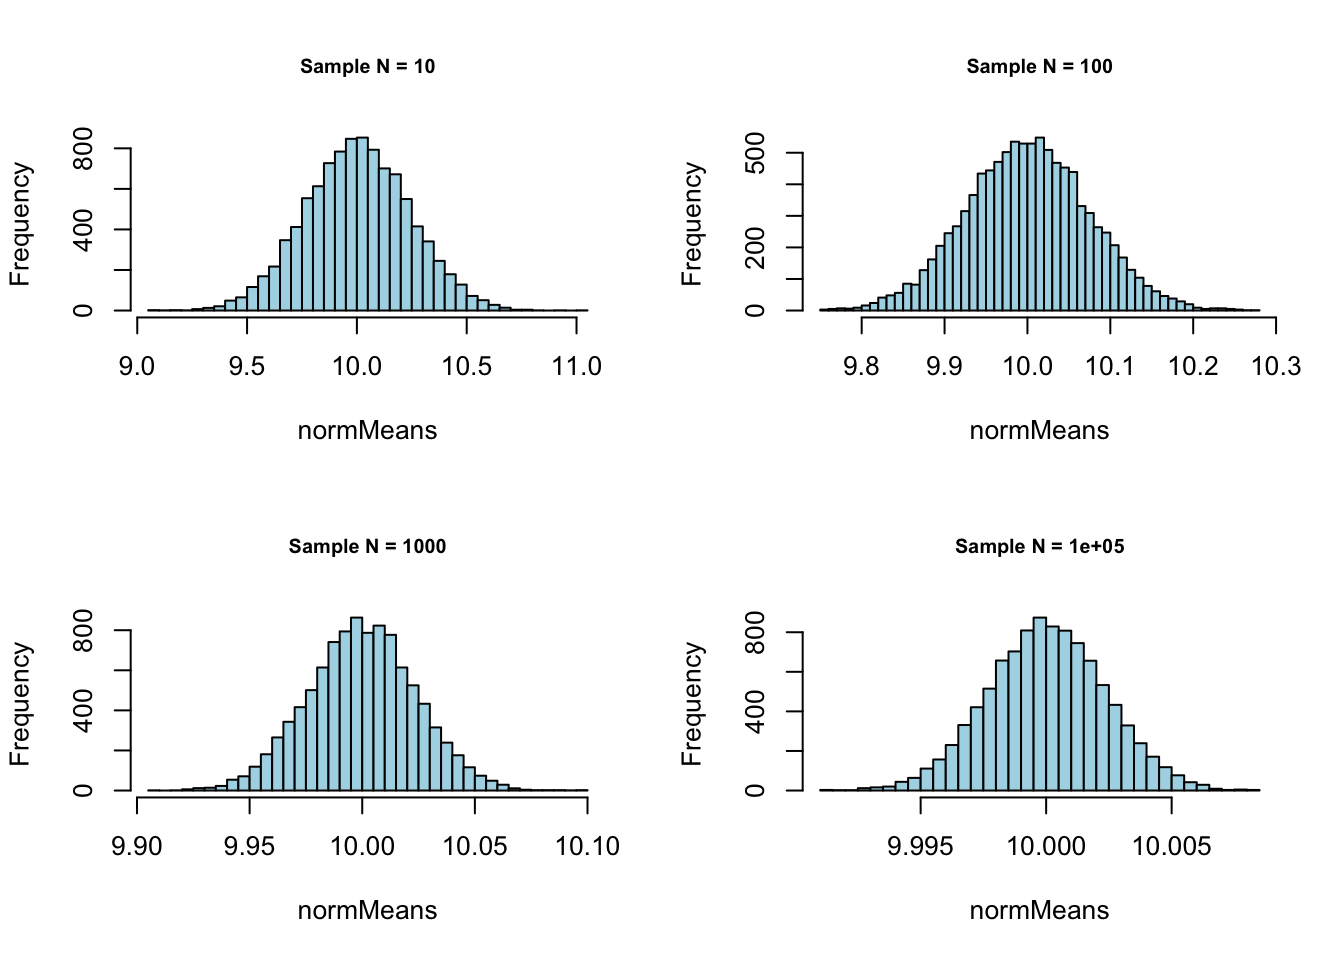 Sample N = 10
Frequency
0 400 800
9.0 9.5 10.0 10.5 11.0
normMeans
Sample N = 100
Frequency
0 200 500
9.8 9.9 10.0 10.1 10.2 10.3
normMeans
Sample N = 1000
Frequency
0 400 800
9.90 9.95 10.00 10.05 10.10
normMeans
Sample N = 1e+05
Frequency
0 400 800
9.995 10.000 10.005
normMeans